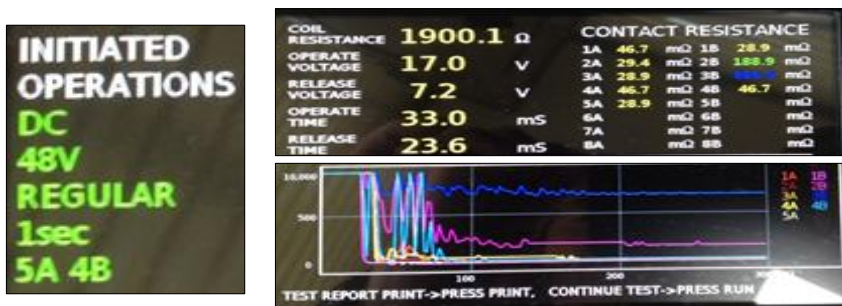 INITIATED
OPERATIONS
DC
48V
REGULAR
1sec
5A 4B
COIL RESISTANCE 1900.1 Ω
OPERATE VOLTAGE 17.0 V
RELEASE VOLTAGE 7.2 V
OPERATE TIME 33.0 mS
RELEASE TIME 23.6 mS
CONTACT RESISTANCE
1A 46.7 mΩ 1B 28.9 mΩ
2A 29.4 mΩ 2B 188.9 mΩ
3A 28.9 mΩ 3B mΩ
4A 46.7 mΩ 4B 46.7 mΩ
5A 28.9 mΩ 5B mΩ
6A mΩ 6B mΩ
7A mΩ 7B mΩ
8A mΩ 8B mΩ
10,000
500
0
100 200
1A 1B
2A 2B
3A
4A 4B
5A
TEST REPORT PRINT->PRESS PRINT, CONTINUE TEST->PRESS RUN